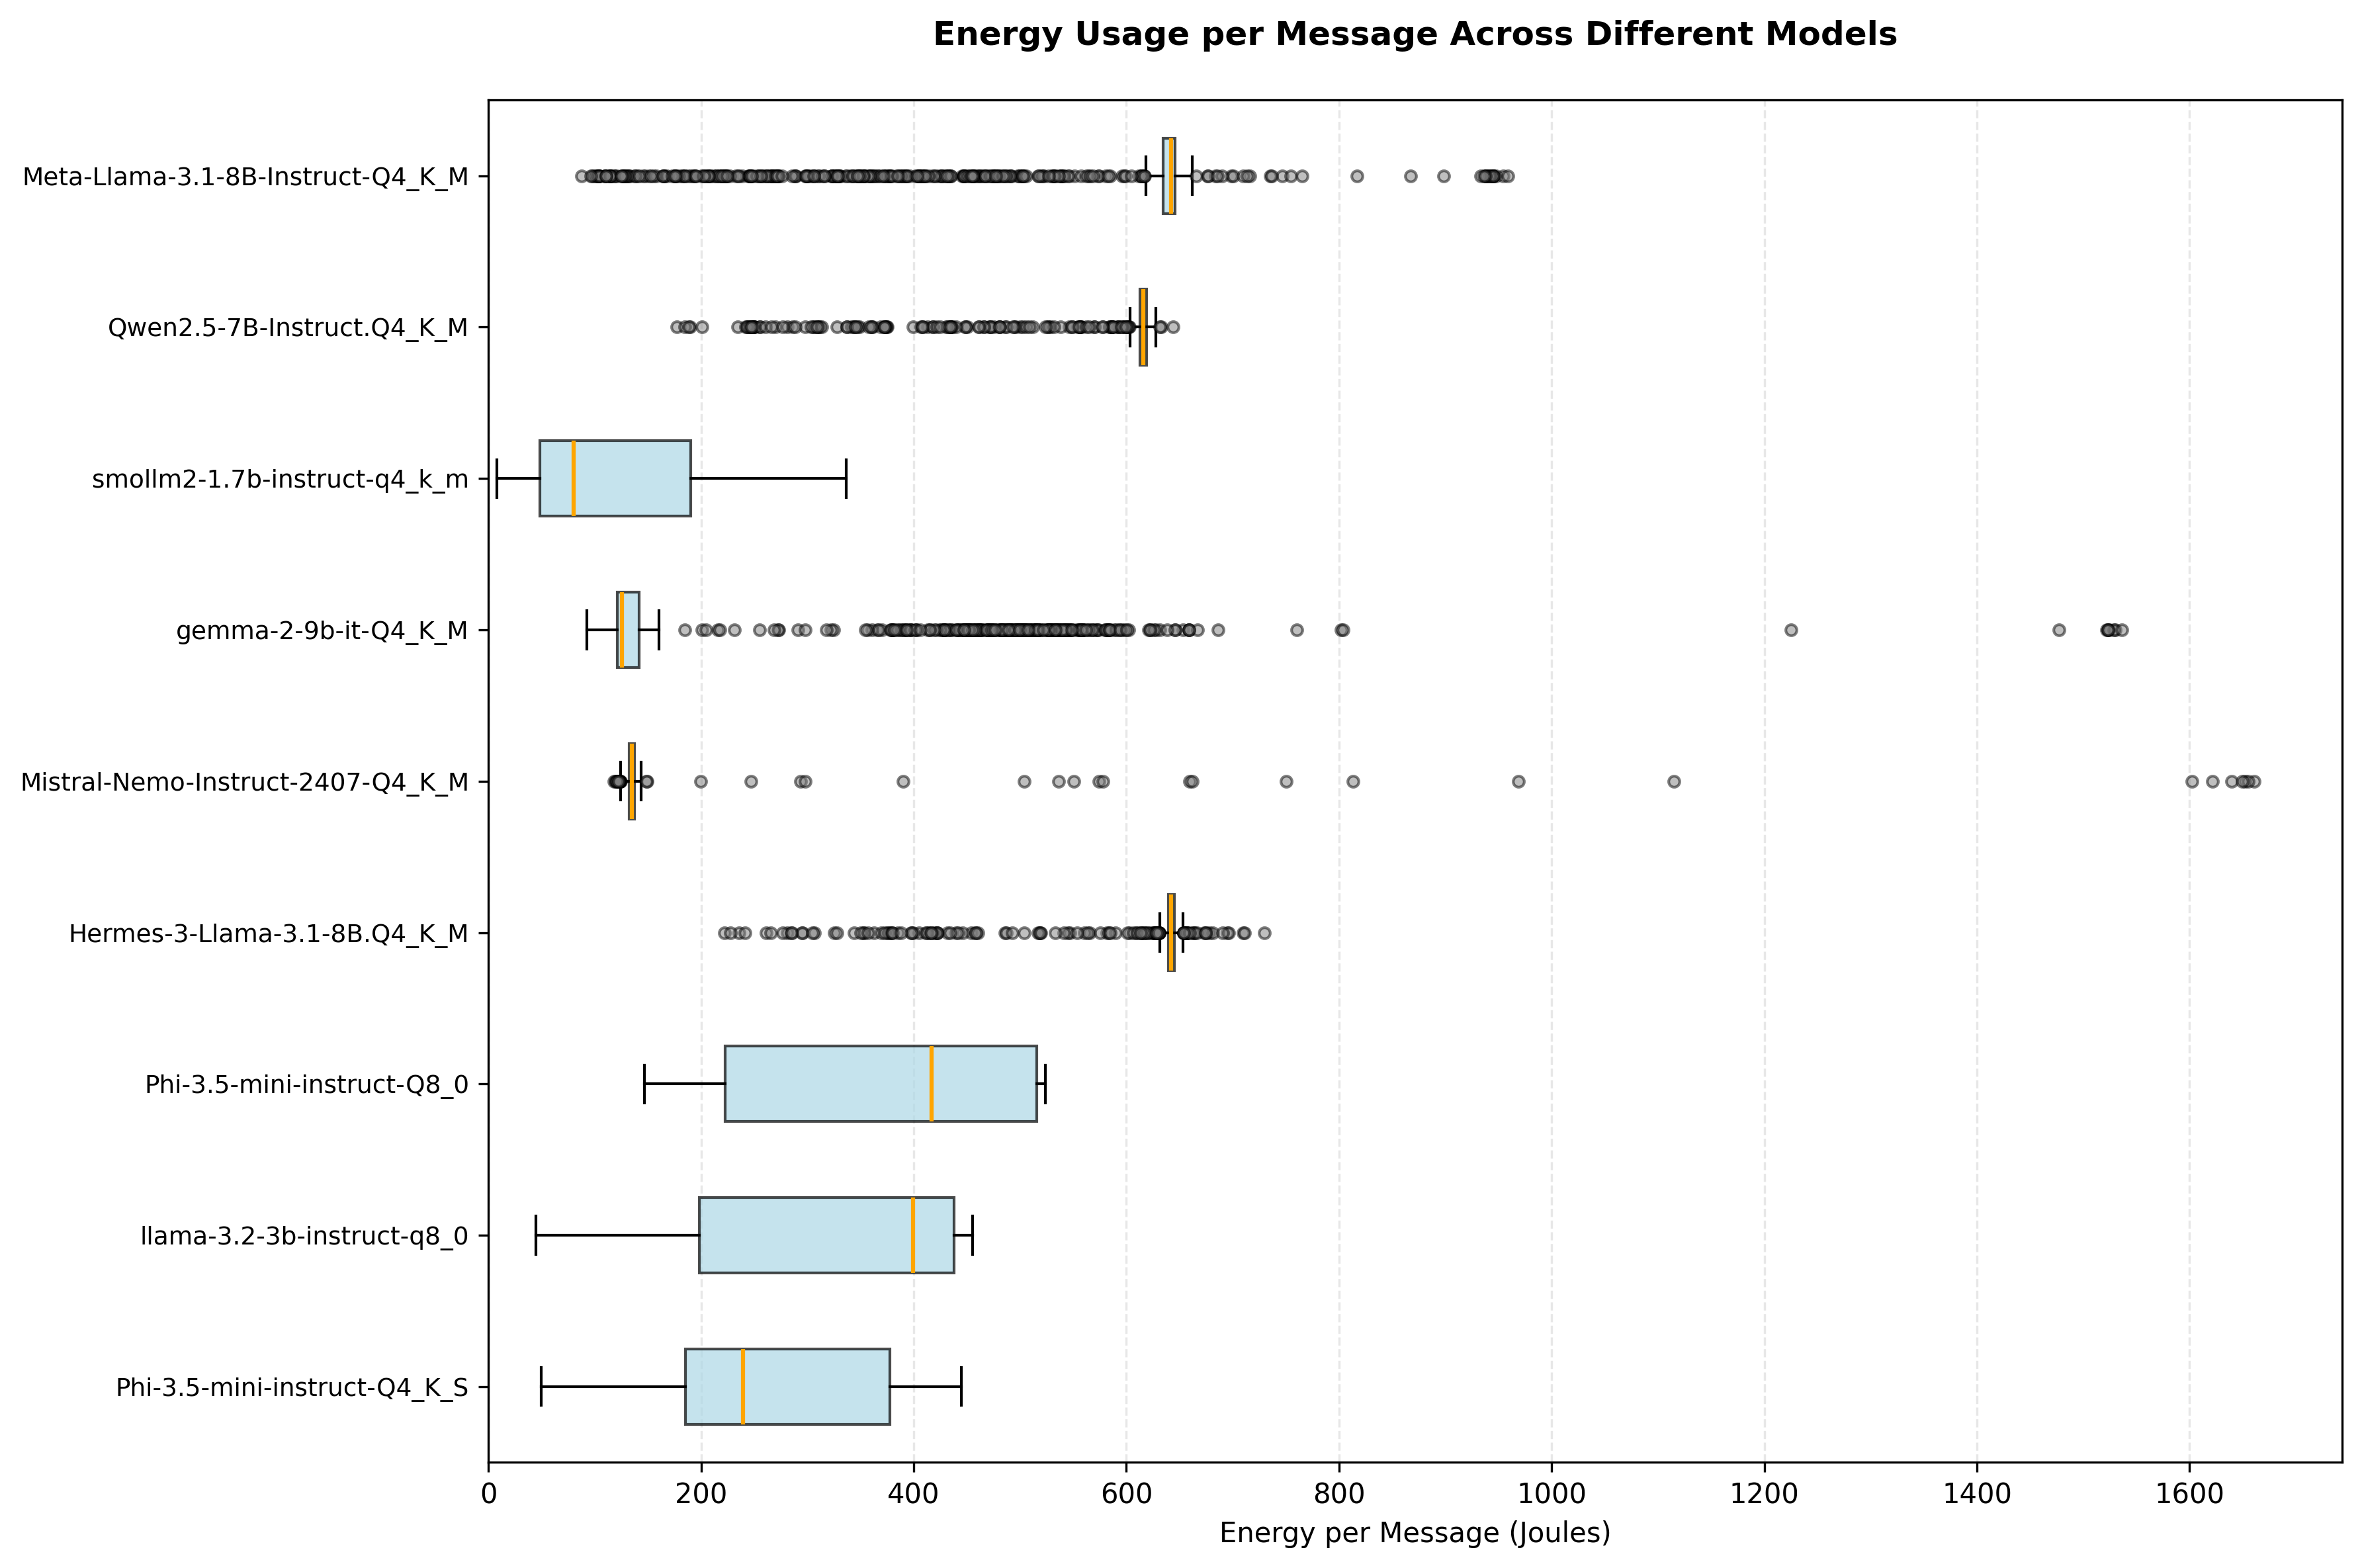 Energy Usage per Message Across Different Models
Meta-Llama-3.1-8B-Instruct-Q4_K_M
Qwen2.5-7B-Instruct.Q4_K_M
smollm2-1.7b-instruct-q4_k_m
gemma-2-9b-it-Q4_K_M
Mistral-Nemo-Instruct-2407-Q4_K_M
Hermes-3-Llama-3.1-8B.Q4_K_M
Phi-3.5-mini-instruct-Q8_0
llama-3.2-3b-instruct-q8_0
Phi-3.5-mini-instruct-Q4_K_S
0 200 400 600 800 1000 1200 1400 1600
Energy per Message (Joules)